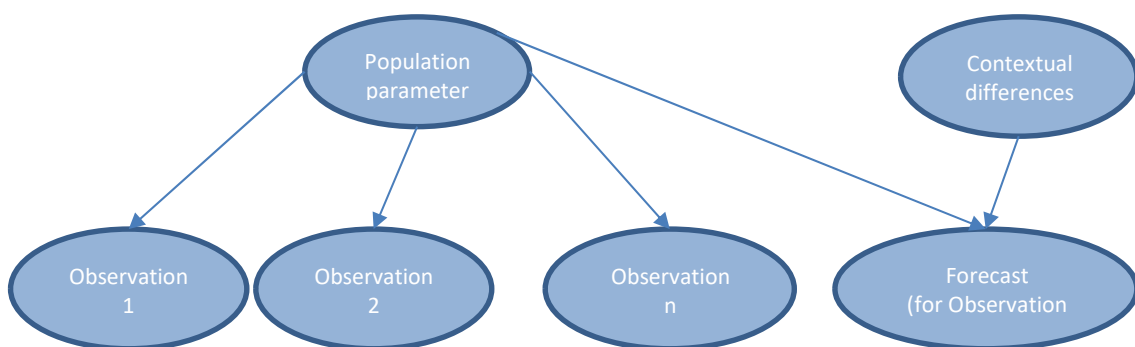 Population
parameter
Contextual
differences
Observation
1
Observation
2
Observation
n
Forecast
(for Observation